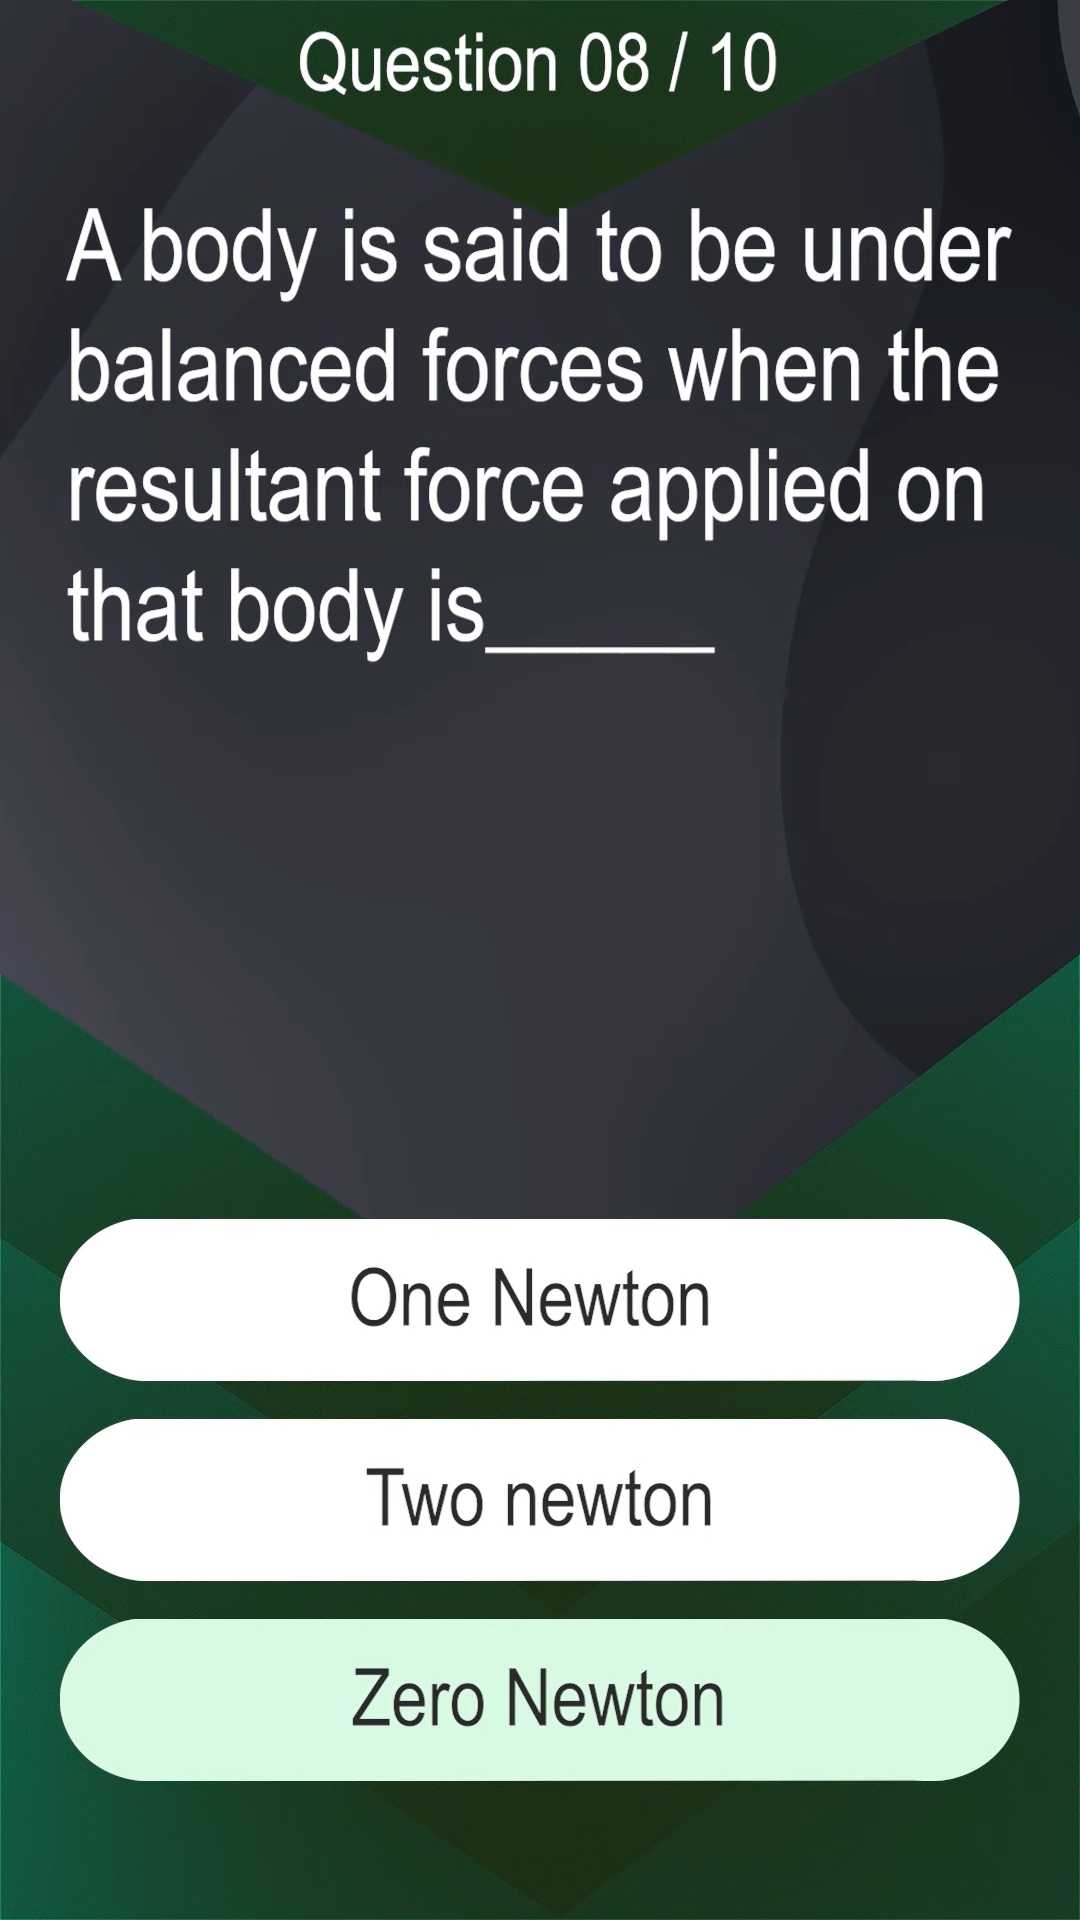 Question 08 / 10
A body is said to be under
balanced forces when the
resultant force applied on
that body is_____
One Newton
Two newton
Zero Newton